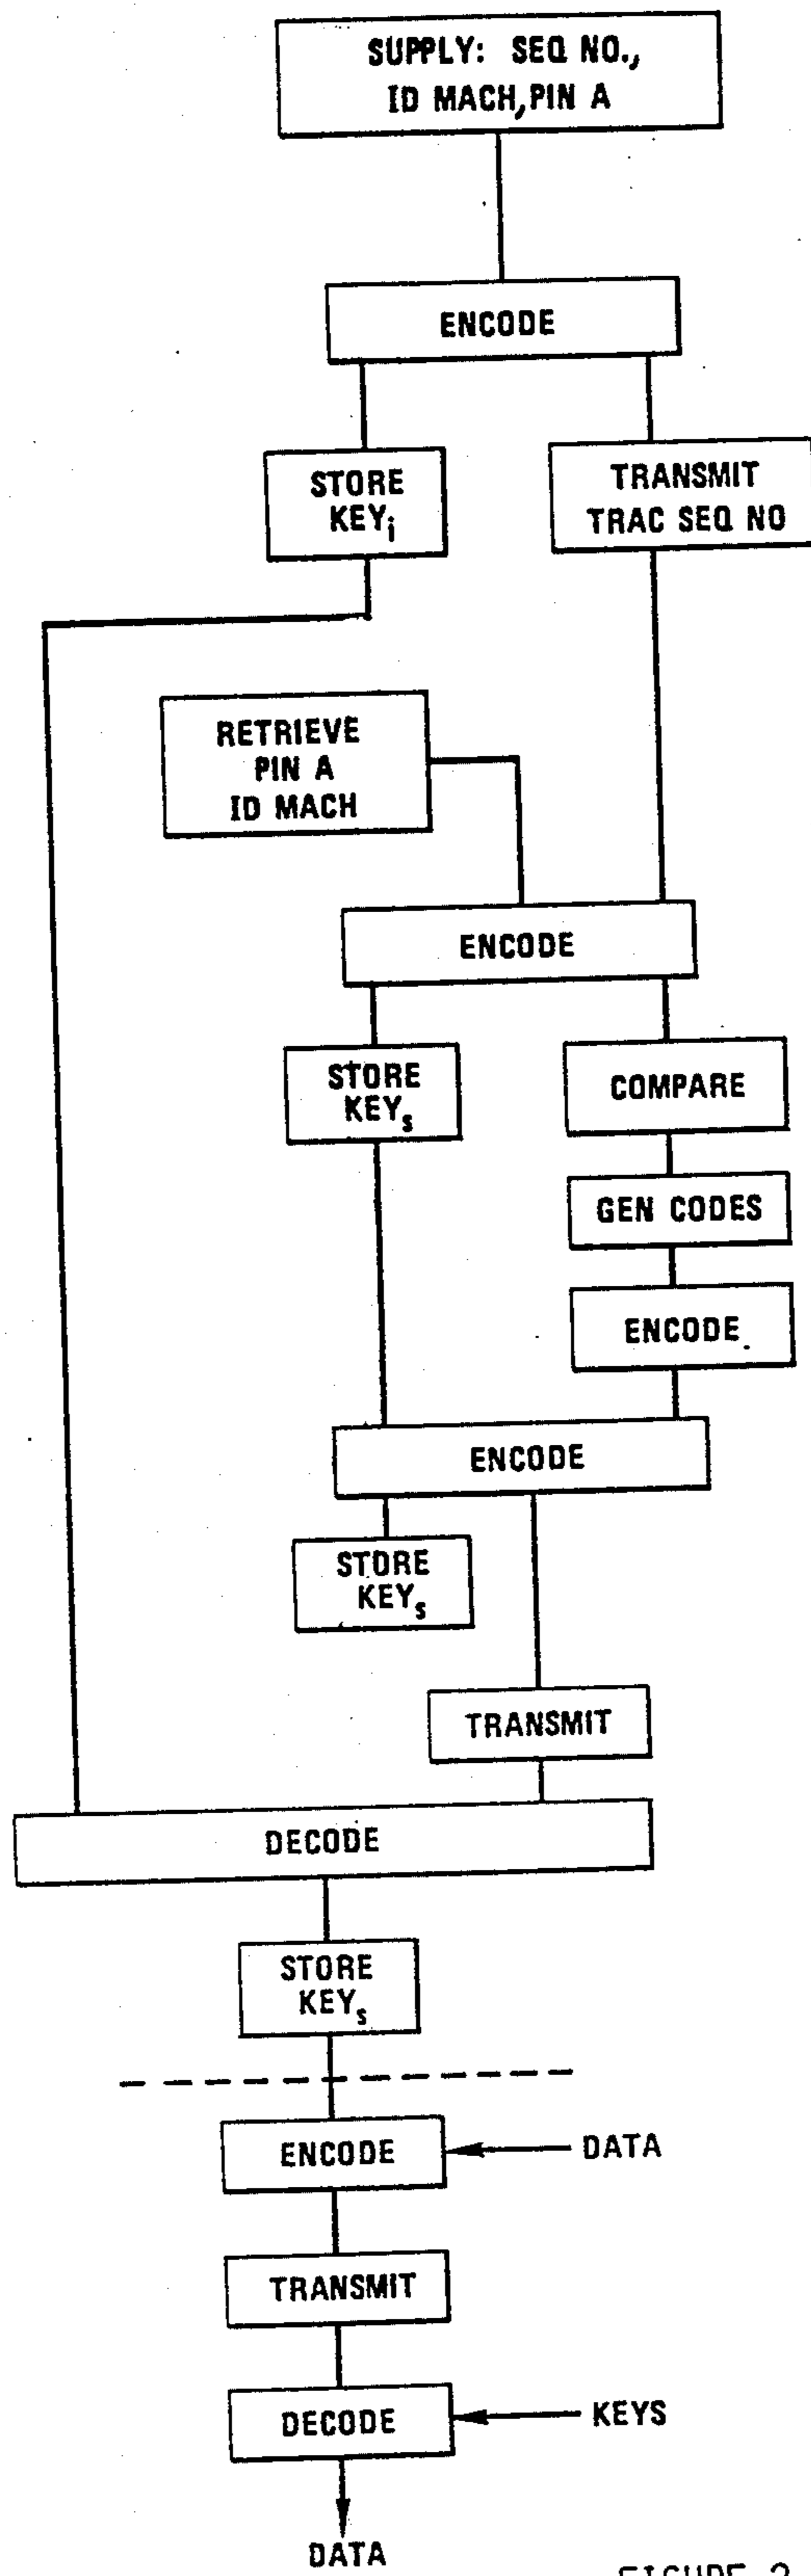 SUPPLY: SEQ NO.,
ID MACH, PIN A
ENCODE
STORE
KEYi
TRANSMIT
TRAC SEQ NO
RETRIEVE
PIN A
ID MACH
ENCODE
STORE
KEYs
COMPARE
GEN CODES
ENCODE
ENCODE
STORE
KEYs
TRANSMIT
DECODE
STORE
KEYs
ENCODE
DATA
TRANSMIT
DECODE
KEYS
DATA